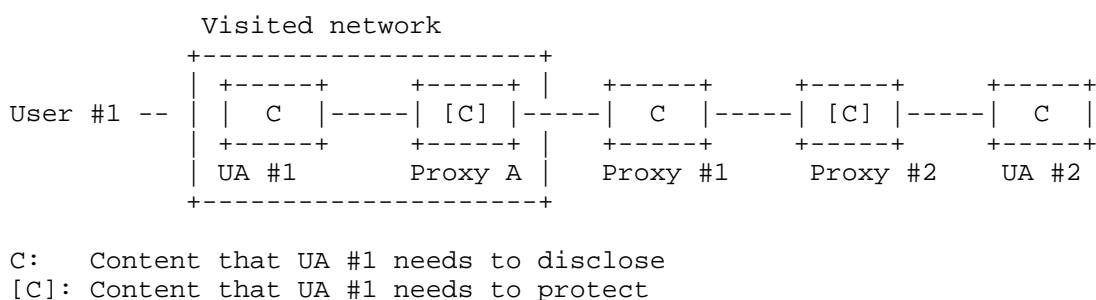 Visited network
User #1 -- | C |-----| [C] |-----| C |-----| [C] |-----| C |
UA #1 Proxy A Proxy #1 Proxy #2 UA #2
C: Content that UA #1 needs to disclose
[C]: Content that UA #1 needs to protect